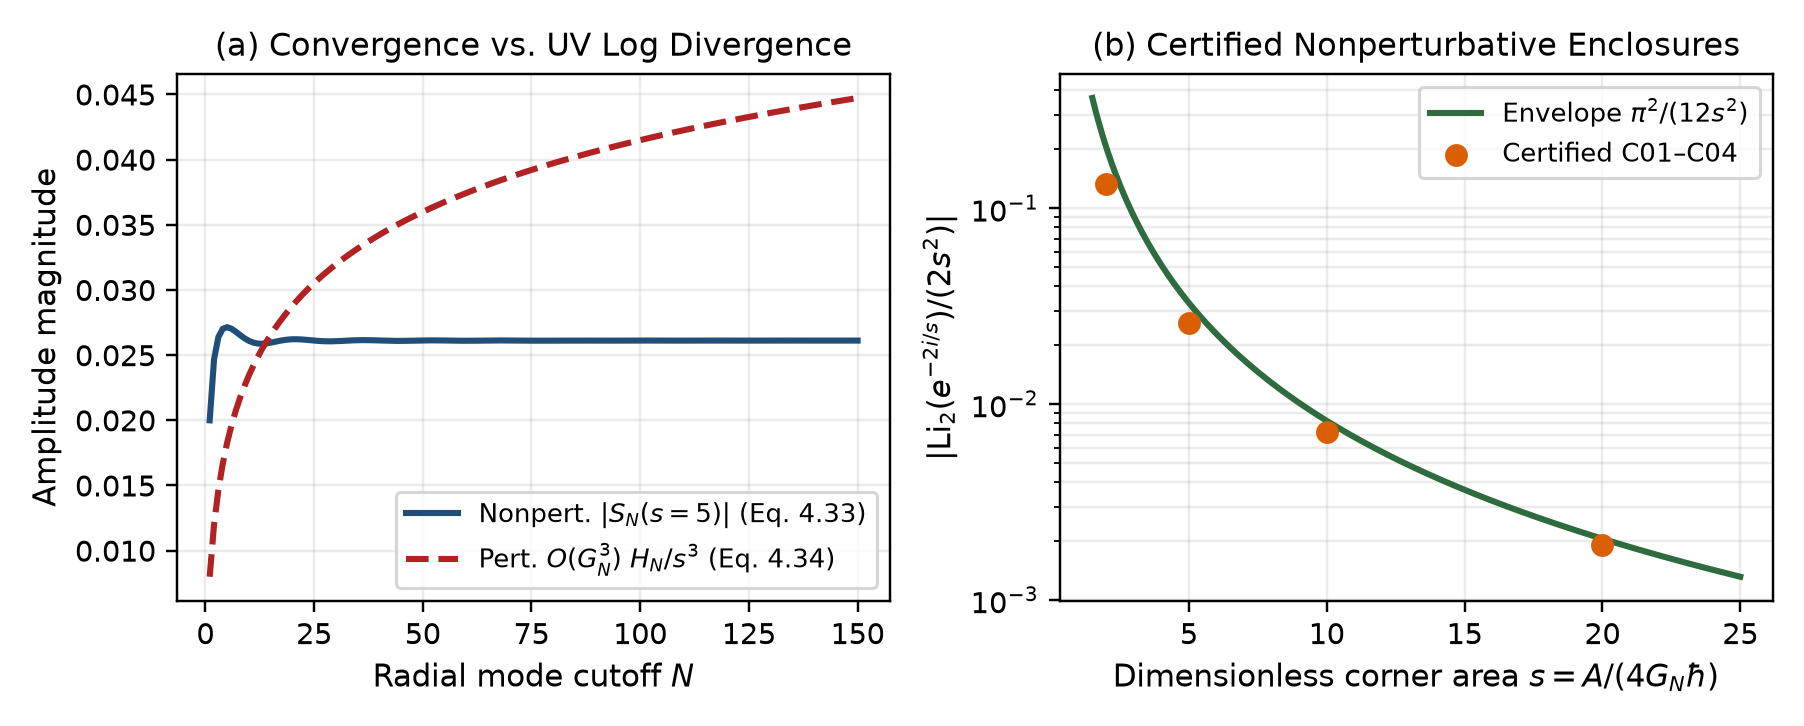 (a) Convergence vs. UV Log Divergence
0.045
0.040
0.035
0.030
0.025
0.020
0.015
0.010
Amplitude magnitude
Nonpert. |S_N(s = 5)| (Eq. 4.33)
Pert. O(G_N^3) H_N/s^3 (Eq. 4.34)
0 25 50 75 100 125 150
Radial mode cutoff N
(b) Certified Nonperturbative Enclosures
10^{-1}
10^{-2}
10^{-3}
|Li_2(e^{-2i/s})/(2s^2)|
Envelope π^2/(12s^2)
Certified C01–C04
5 10 15 20 25
Dimensionless corner area s = A/(4G_Nħ)